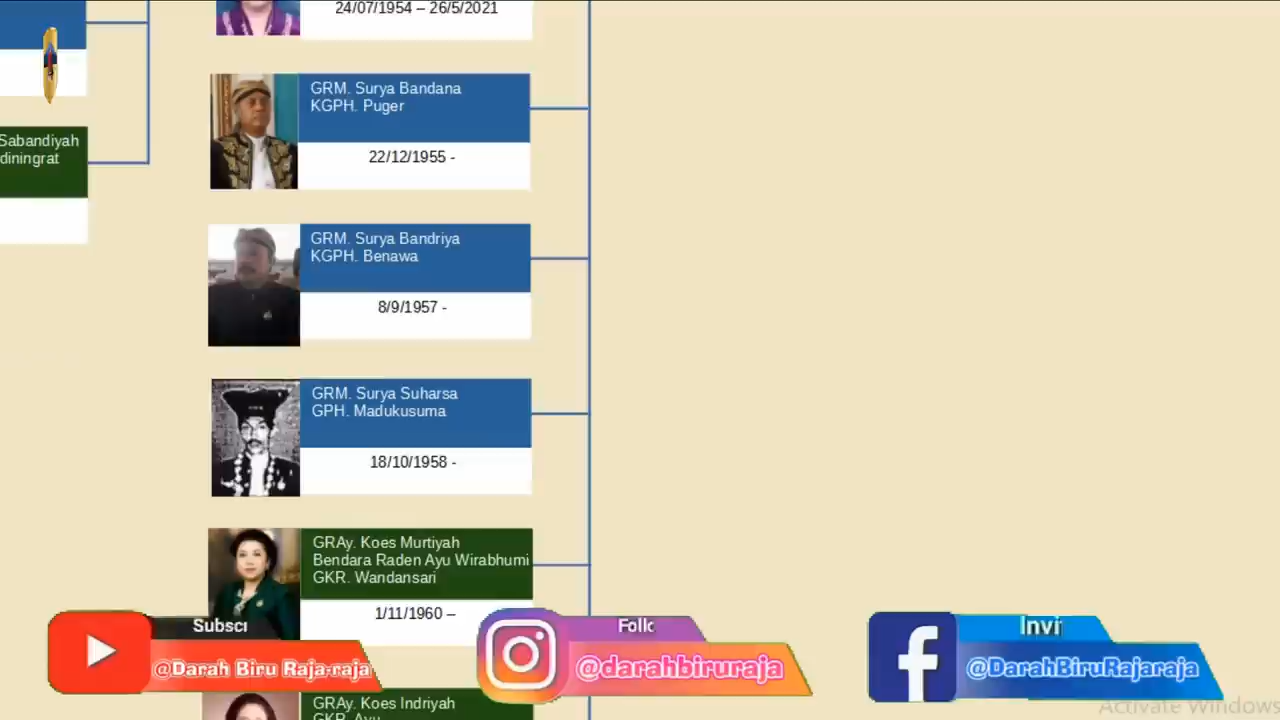 24/07/1954 – 26/5/2021
GRM. Surya Bandana
KGPH. Puger
22/12/1955 -
Sabandiyah
diningrat
GRM. Surya Bandriya
KGPH. Benawa
8/9/1957 -
GRM. Surya Suharsa
GPH. Madukusuma
18/10/1958 -
GRAy. Koes Murtiyah
Bendara Raden Ayu Wirabhumi
GKR. Wandansari
1/11/1960 –
Subscr
@Darah Biru Raja-raja
Follo
@darahbiruraja
Invi
@DarahBiruRajaraja
GRAy. Koes Indriyah
GKR. Ayu
Activate Windows